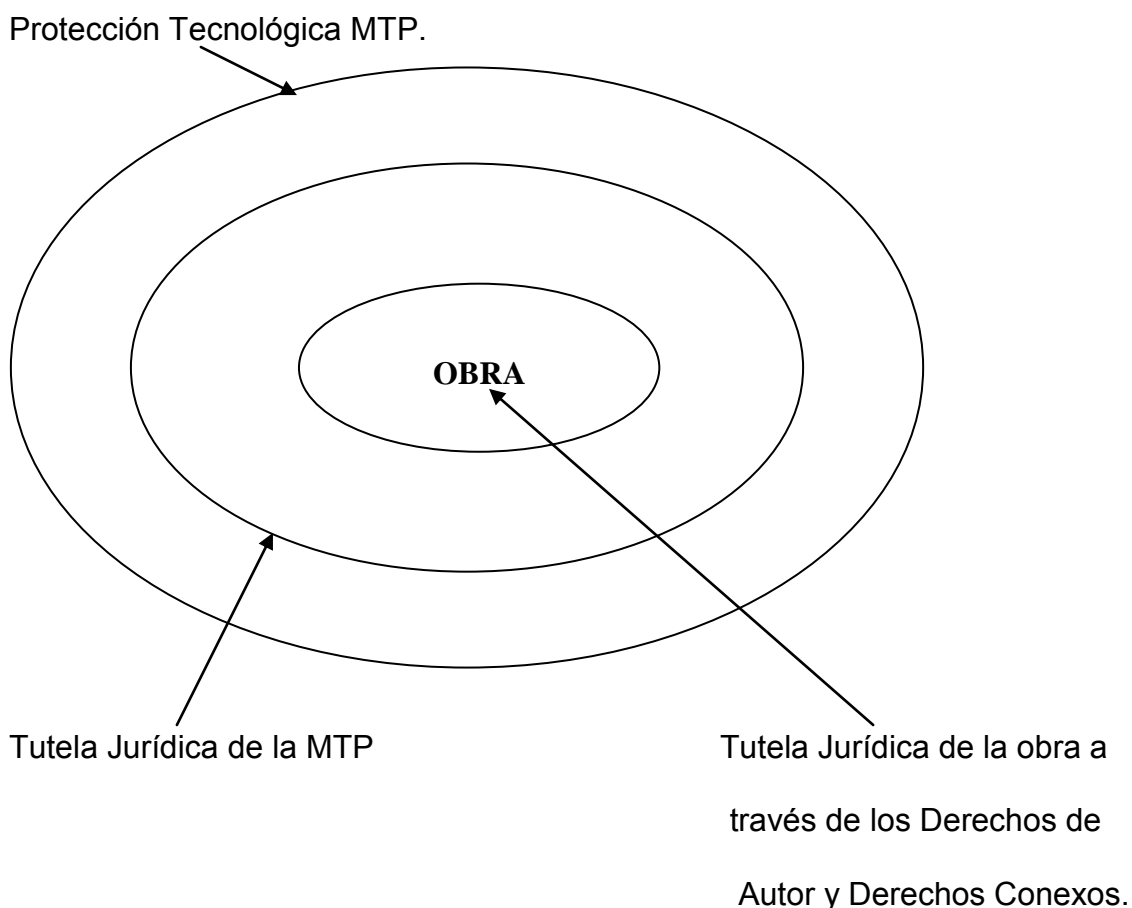 Protección Tecnológica MTP.
OBRA
Tutela Jurídica de la MTP
Tutela Jurídica de la obra a
través de los Derechos de
Autor y Derechos Conexos.